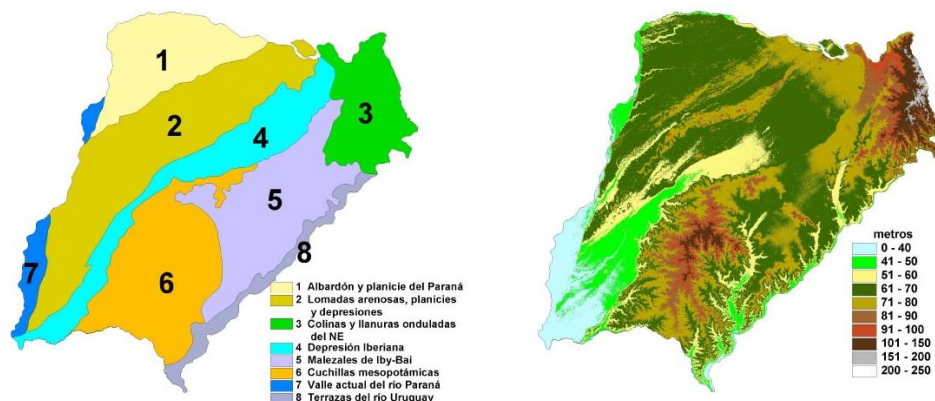 1
2
3
4
5
6
7
8
1 Albardón y planicie del Paraná
2 Lomadas arenosas, planicies
y depresiones
3 Colinas y llanuras onduladas
del NE
4 Depresión Iberiana
5 Malezales de Iby-Bai
6 Cuchillas mesopotámicas
7 Valle actual del río Paraná
8 Terrazas del río Uruguay
metros
0 - 40
41 - 50
51 - 60
61 - 70
71 - 80
81 - 90
91 - 100
101 - 150
151 - 200
200 - 250